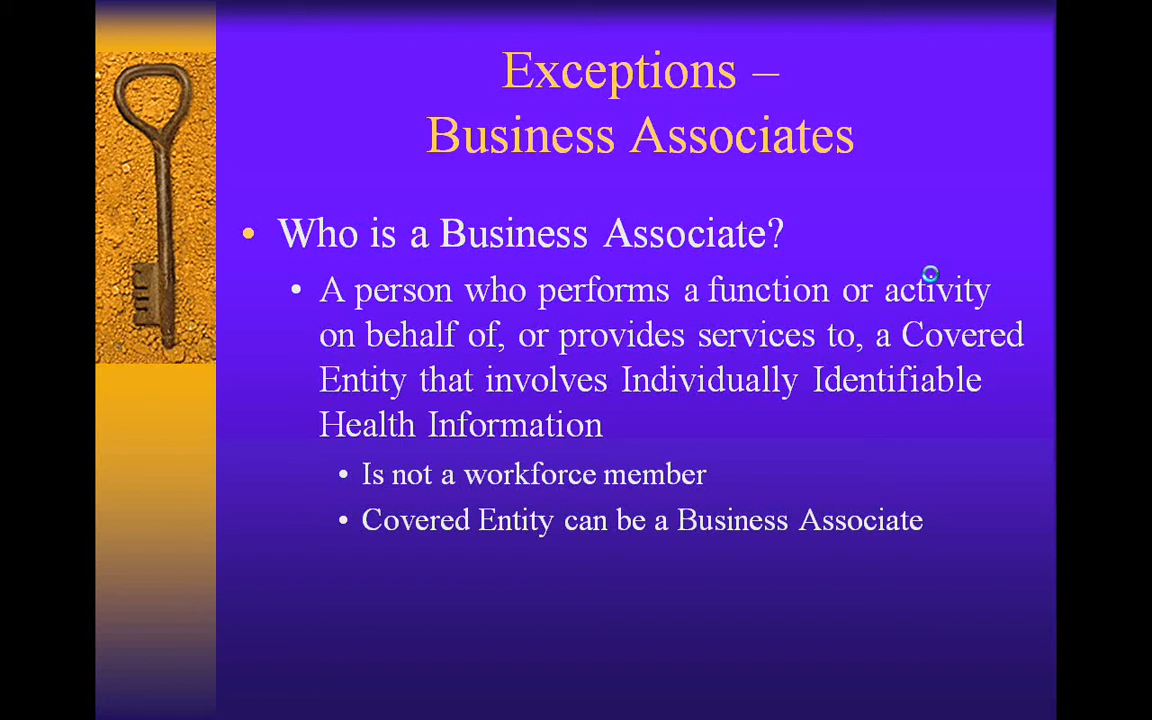 Exceptions –
Business Associates
• Who is a Business Associate?
• A person who performs a function or activity
on behalf of, or provides services to, a Covered
Entity that involves Individually Identifiable
Health Information
• Is not a workforce member
• Covered Entity can be a Business Associate